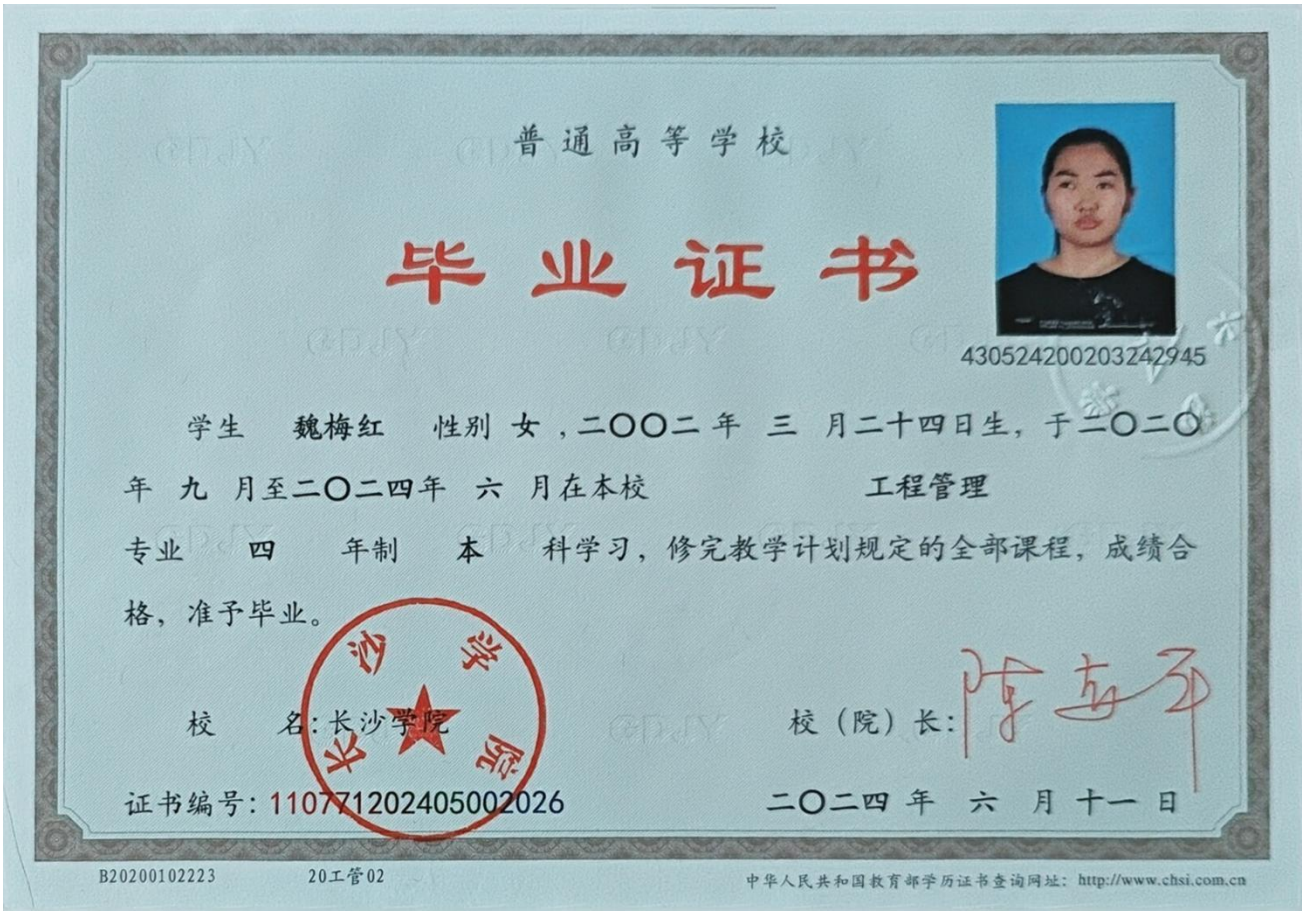 普通高等学校
毕业证书
430524200203242945
学生 魏梅红 性别 女,二〇〇二年 三 月二十四日生,于二〇二〇
年 九 月至二〇二四年 六 月在本校 工程管理
专业 四 年制 本 科学习,修完教学计划规定的全部课程,成绩合
格,准予毕业。
长沙学院
校 名:长沙学院 校(院)长:
证书编号:110771202405002026 二〇二四 年 六 月 十一 日
B20200102223 20工管02 中华人民共和国教育部学历证书查询网址:http://www.chsi.com.cn